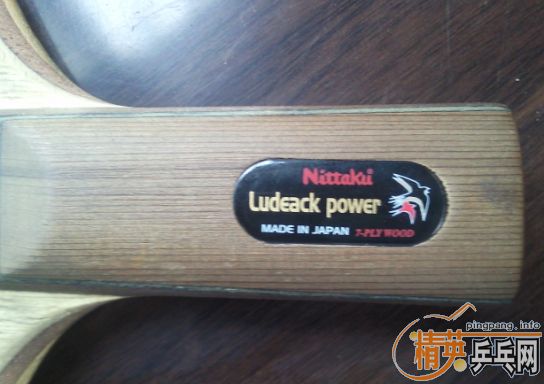 Nittaku
Ludeack power
MADE IN JAPAN 7-PLY WOOD
pingpang.info
精英乒乓网